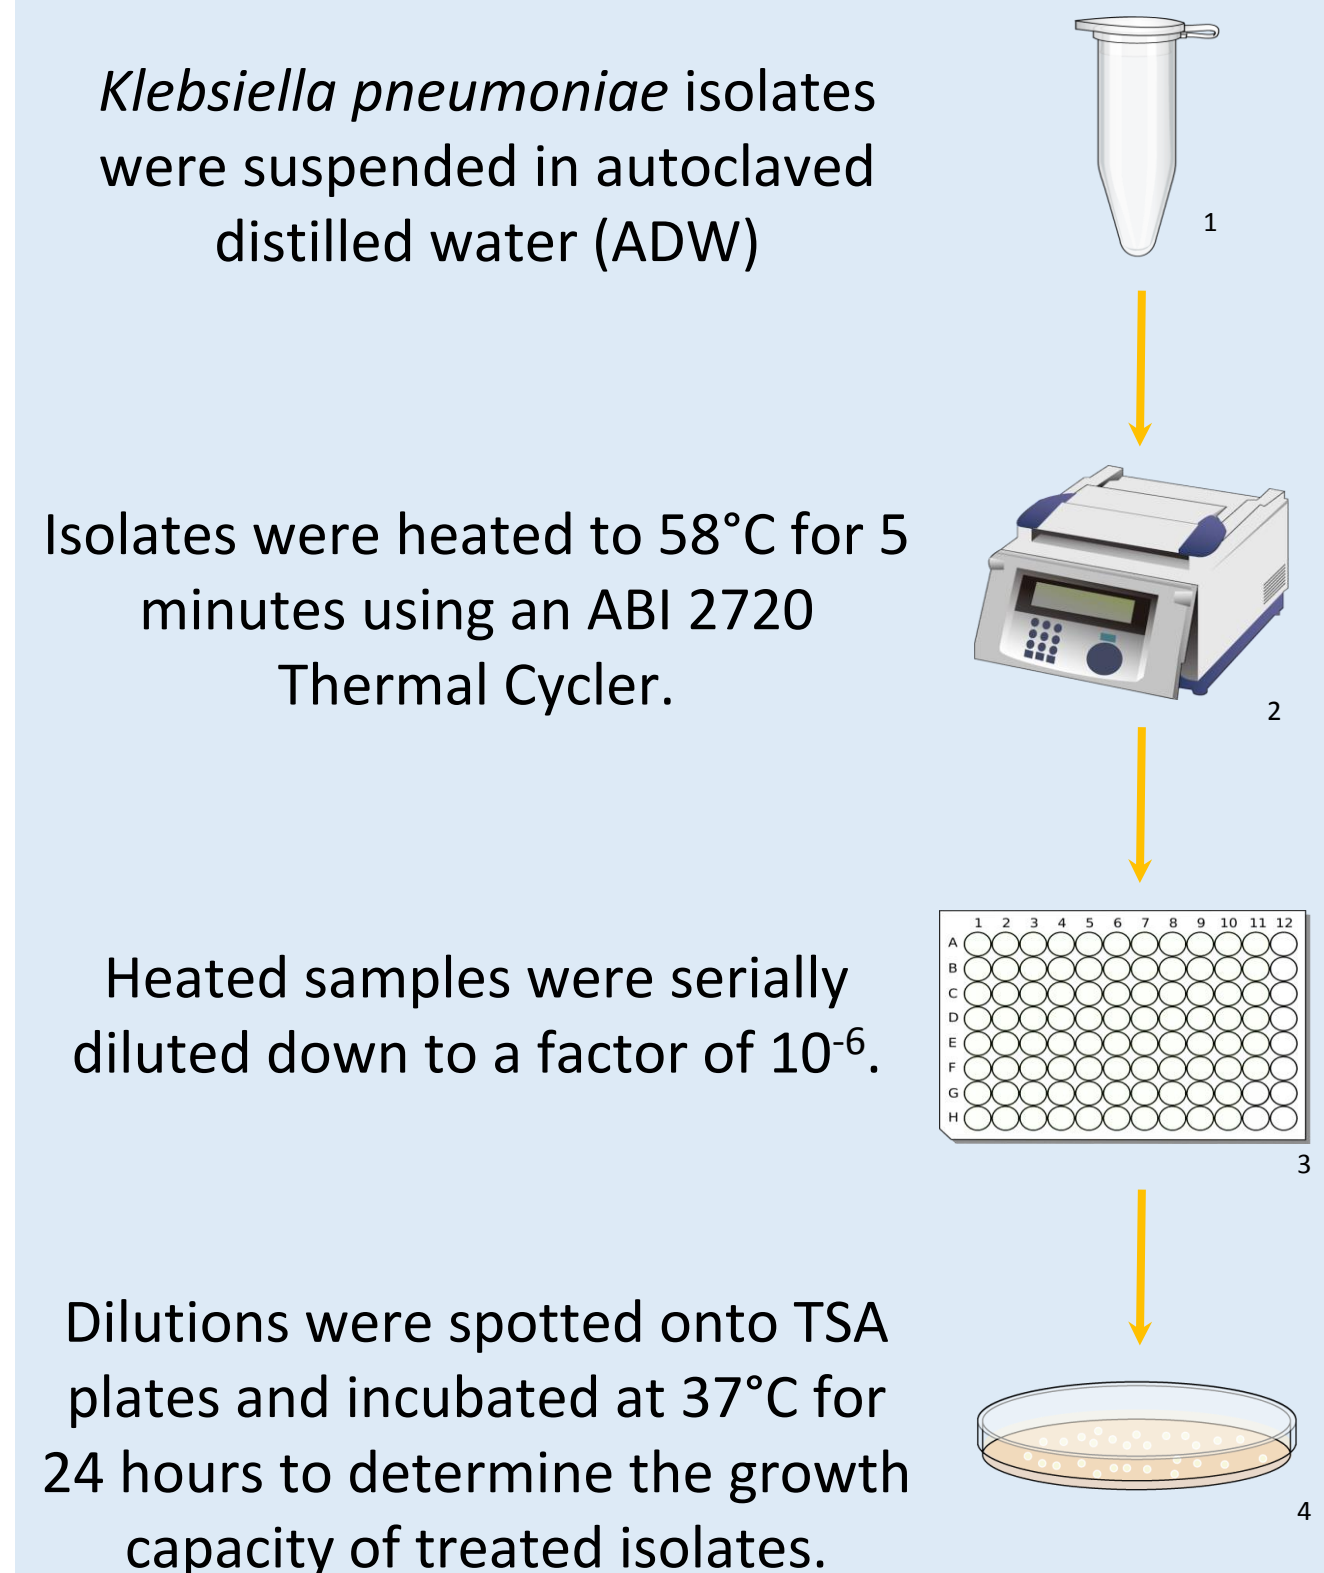 Klebsiella pneumoniae isolates
were suspended in autoclaved
distilled water (ADW)
1
Isolates were heated to 58°C for 5
minutes using an ABI 2720
Thermal Cycler.
2
Heated samples were serially
diluted down to a factor of 10⁻⁶.
1 2 3 4 5 6 7 8 9 10 11 12
A
B
C
D
E
F
G
H
3
Dilutions were spotted onto TSA
plates and incubated at 37°C for
24 hours to determine the growth
capacity of treated isolates.
4